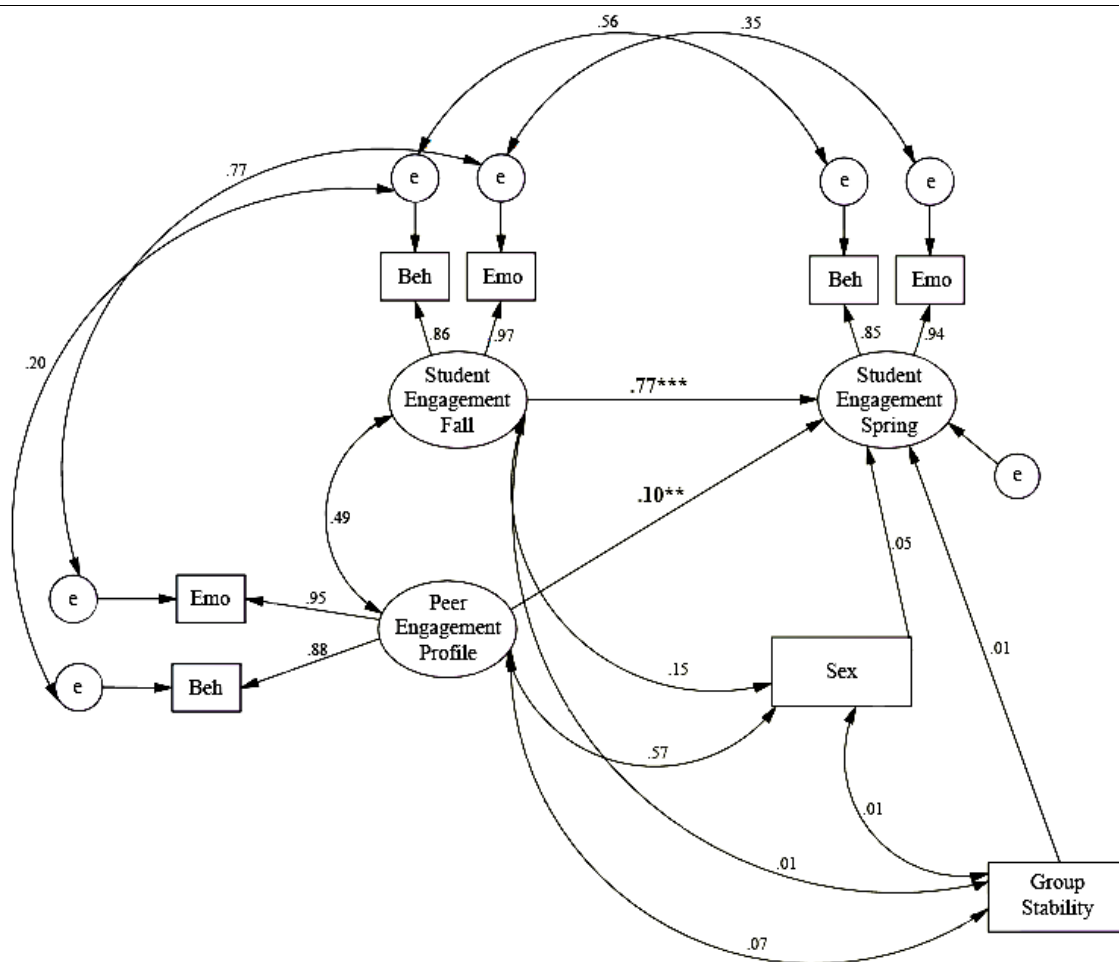 .56
.35
.77
e
e
e
e
Beh
Emo
Beh
Emo
.86
.97
.85
.94
.20
Student
Engagement
Fall
.77***
Student
Engagement
Spring
e
.10**
.49
.05
e
Emo
.95
Peer
Engagement
Profile
.88
e
Beh
.15
Sex
.01
.57
.01
.01
Group
Stability
.07